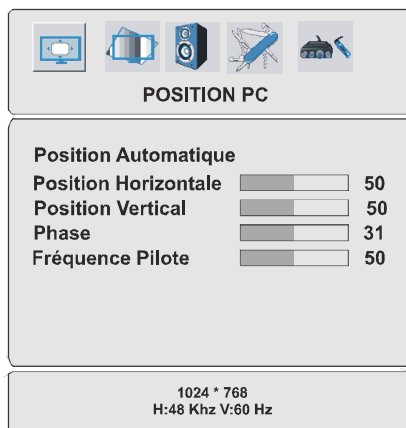 POSITION PC
Position Automatique
Position Horizontale 50
Position Vertical 50
Phase 31
Fréquence Pilote 50
1024 * 768
H:48 Khz V:60 Hz